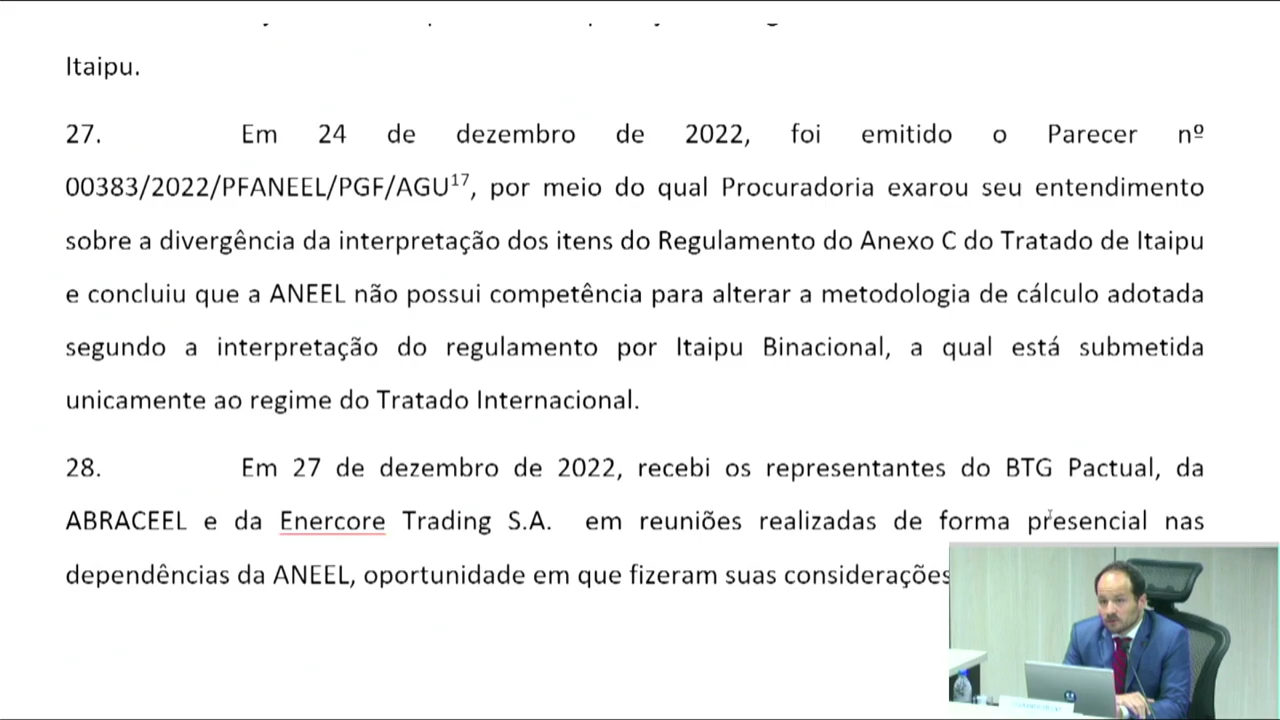 Itaipu.
27. Em 24 de dezembro de 2022, foi emitido o Parecer nº
00383/2022/PFANEEL/PGF/AGU17, por meio do qual Procuradoria exarou seu entendimento
sobre a divergência da interpretação dos itens do Regulamento do Anexo C do Tratado de Itaipu
e concluiu que a ANEEL não possui competência para alterar a metodologia de cálculo adotada
segundo a interpretação do regulamento por Itaipu Binacional, a qual está submetida
unicamente ao regime do Tratado Internacional.
28. Em 27 de dezembro de 2022, recebi os representantes do BTG Pactual, da
ABRACEEL e da Enercore Trading S.A. em reuniões realizadas de forma presencial nas
dependências da ANEEL, oportunidade em que fizeram suas considerações